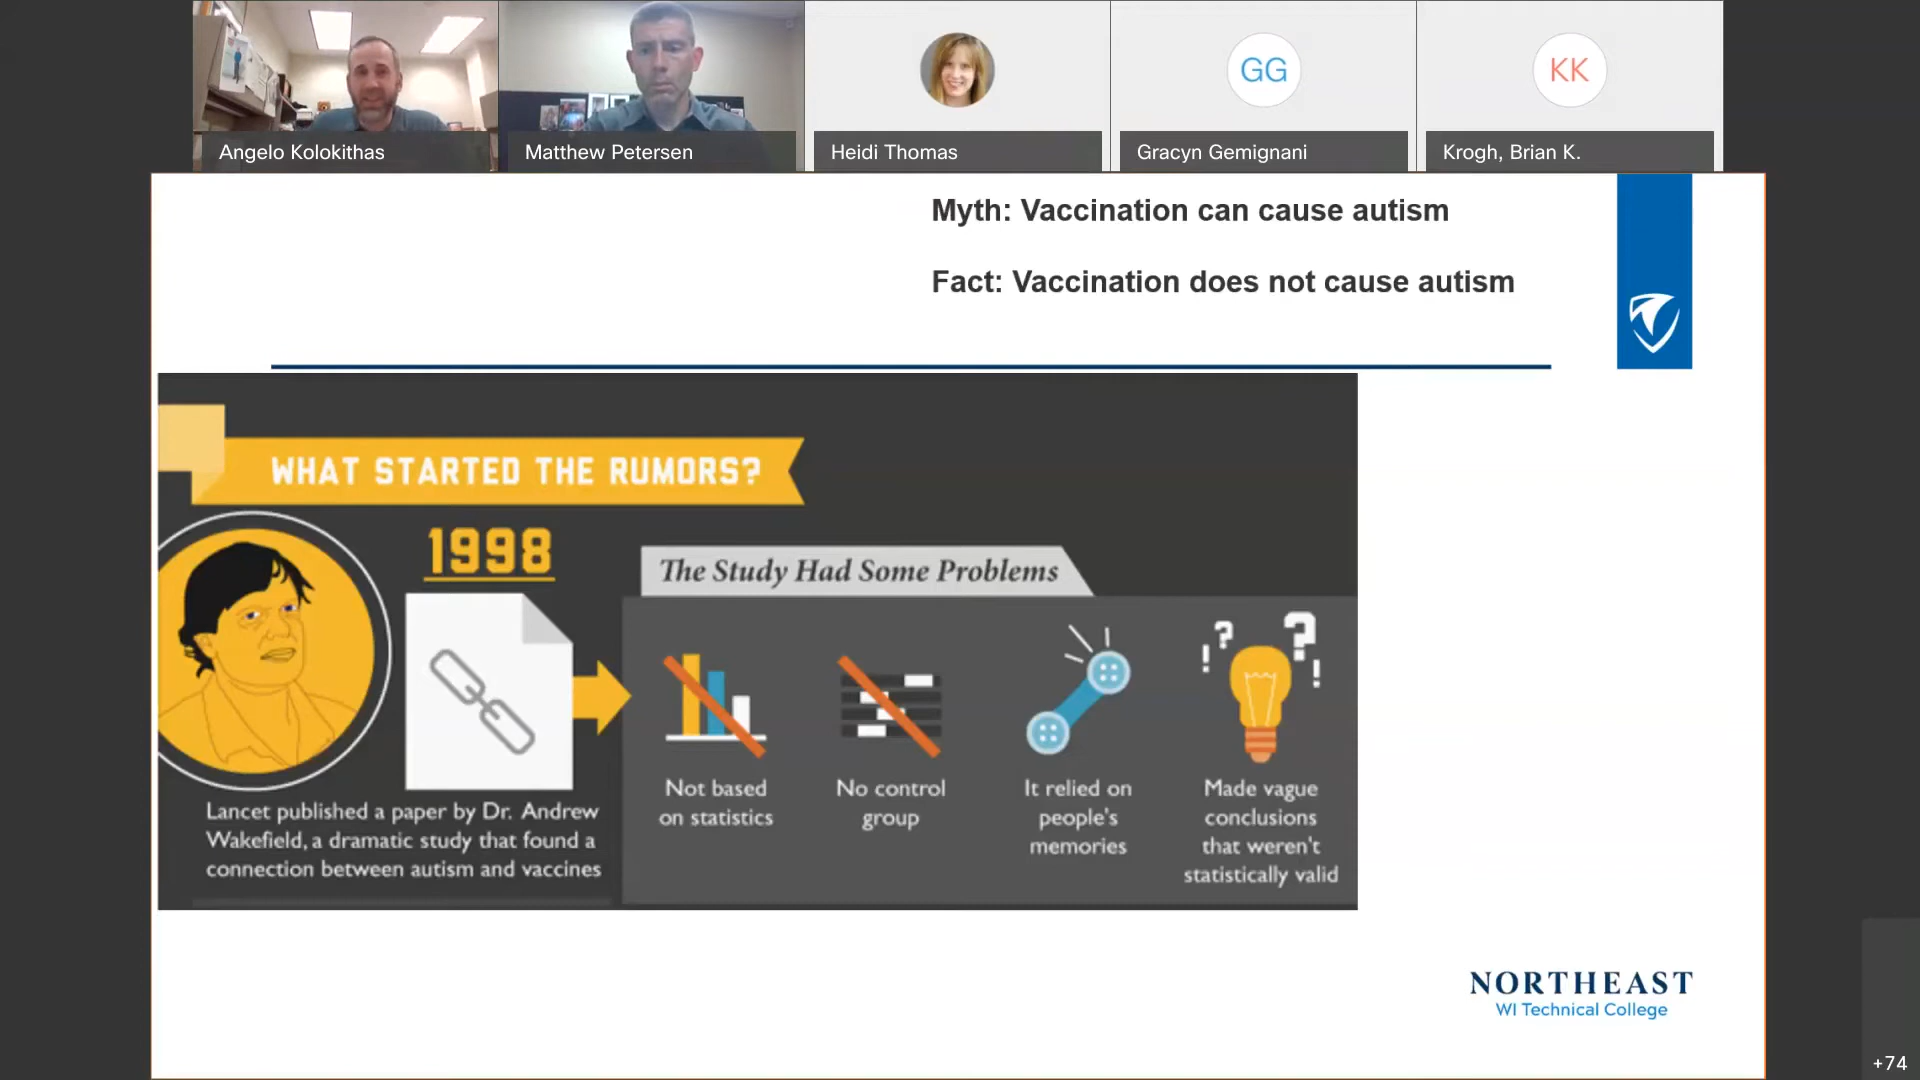 Angelo Kolokithas
Matthew Petersen
Heidi Thomas
GG
Gracyn Gemignani
KK
Krogh, Brian K.
Myth: Vaccination can cause autism
Fact: Vaccination does not cause autism
WHAT STARTED THE RUMORS?
1998
Lancet published a paper by Dr. Andrew
Wakefield, a dramatic study that found a
connection between autism and vaccines
The Study Had Some Problems
Not based
on statistics
No control
group
It relied on
people's
memories
Made vague
conclusions
that weren't
statistically valid
NORTHEAST
WI Technical College
+74